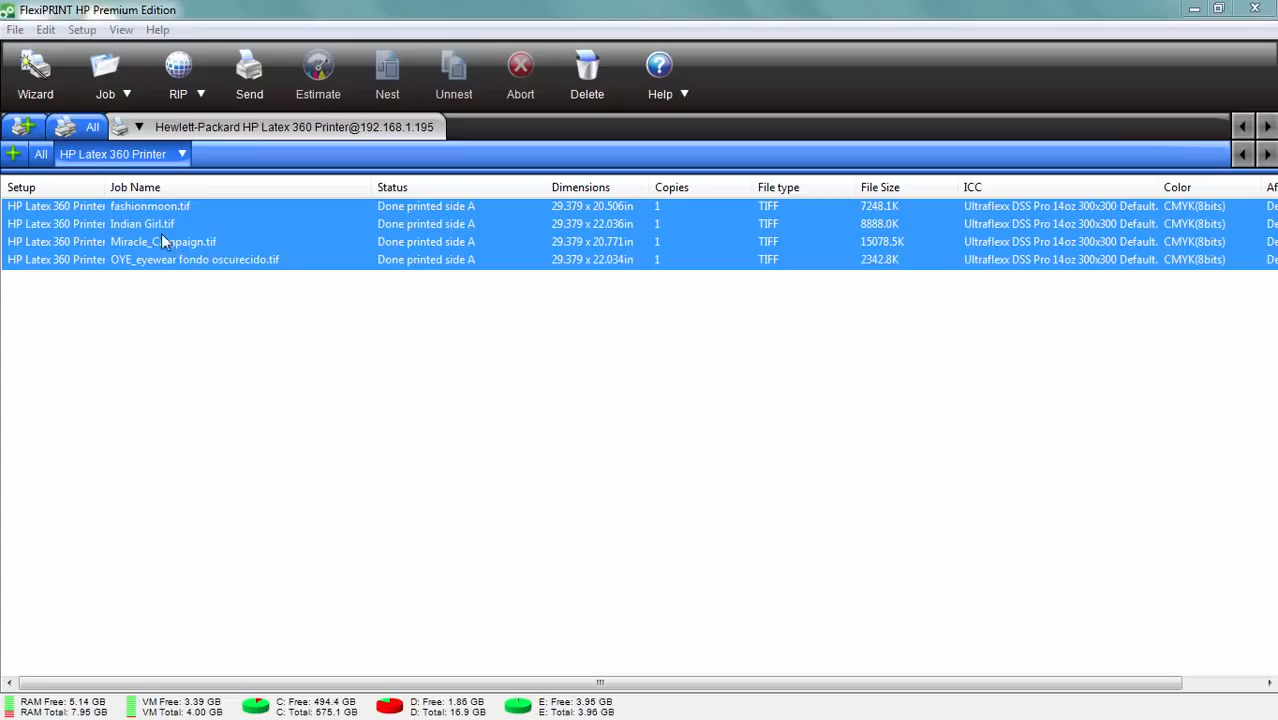 FlexiPRINT HP Premium Edition
File Edit Setup View Help
Wizard Job RIP Send Estimate Nest Unnest Abort Delete Help
All Hewlett-Packard HP Latex 360 Printer@192.168.1.195
All HP Latex 360 Printer
Setup Job Name Status Dimensions Copies File type File Size ICC Color Af
HP Latex 360 Printer fashionmoon.tif Done printed side A 29.379 x 20.506in 1 TIFF 7248.1K Ultraflexx DSS Pro 14oz 300x300 Default. CMYK(8bits) De
HP Latex 360 Printer Indian Girl.tif Done printed side A 29.379 x 22.036in 1 TIFF 8888.0K Ultraflexx DSS Pro 14oz 300x300 Default. CMYK(8bits) De
HP Latex 360 Printer Done printed side A 29.379 x 20.771in 1 TIFF 15078.5K Ultraflexx DSS Pro 14oz 300x300 Default. CMYK(8bits) De
HP Latex 360 Printer OYE_eyewear fondo oscurecido.tif Done printed side A 29.379 x 22.034in 1 TIFF 2342.8K Ultraflexx DSS Pro 14oz 300x300 Default. CMYK(8bits) De
RAM Free: 5.14 GB VM Free: 3.39 GB C: Free: 494.4 GB D: Free: 1.86 GB E: Free: 3.95 GB
RAM Total: 7.95 GB VM Total: 4.00 GB C: Total: 575.1 GB D: Total: 16.9 GB E: Total: 3.96 GB